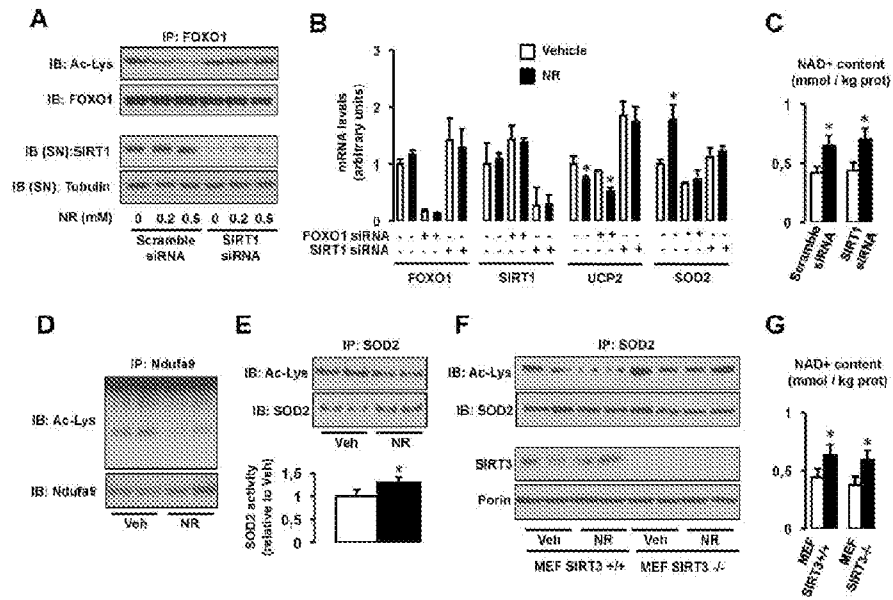 A
IP: FOXO1
IB: Ac-Lys
IB: FOXO1
IB (SN):SIRT1
IB (SN): Tubulin
NR (mM) 0 0.2 0.5 0 0.2 0.5
Scramble siRNA
SIRT1 siRNA
B
Vehicle
NR
mRNA levels
(arbitrary units)
3
2
1
0
* * * *
FOXO1 siRNA - - + + - - - - + + - - - - + + - - - - + + - -
SIRT1 siRNA - - - - + + - - - - + + - - - - + + - - - - + +
FOXO1 SIRT1 UCP2 SOD2
C
NAD+ content
(mmol / kg prot)
1
0,5
0
* *
Scramble siRNA
SIRT1 siRNA
D
IP: Ndufa9
IB: Ac-Lys
IB: Ndufa9
Veh NR
E
IP: SOD2
IB: Ac-Lys
IB: SOD2
Veh NR
SOD2 activity
(relative to Veh)
1,5
1
0,5
0
*
F
IP: SOD2
IB: Ac-Lys
IB: SOD2
SIRT3
Porin
Veh NR Veh NR
MEF SIRT3 +/+ MEF SIRT3 -/-
G
NAD+ content
(mmol / kg prot)
1
0,5
0
* *
MEF SIRT3+/+
MEF SIRT3-/-